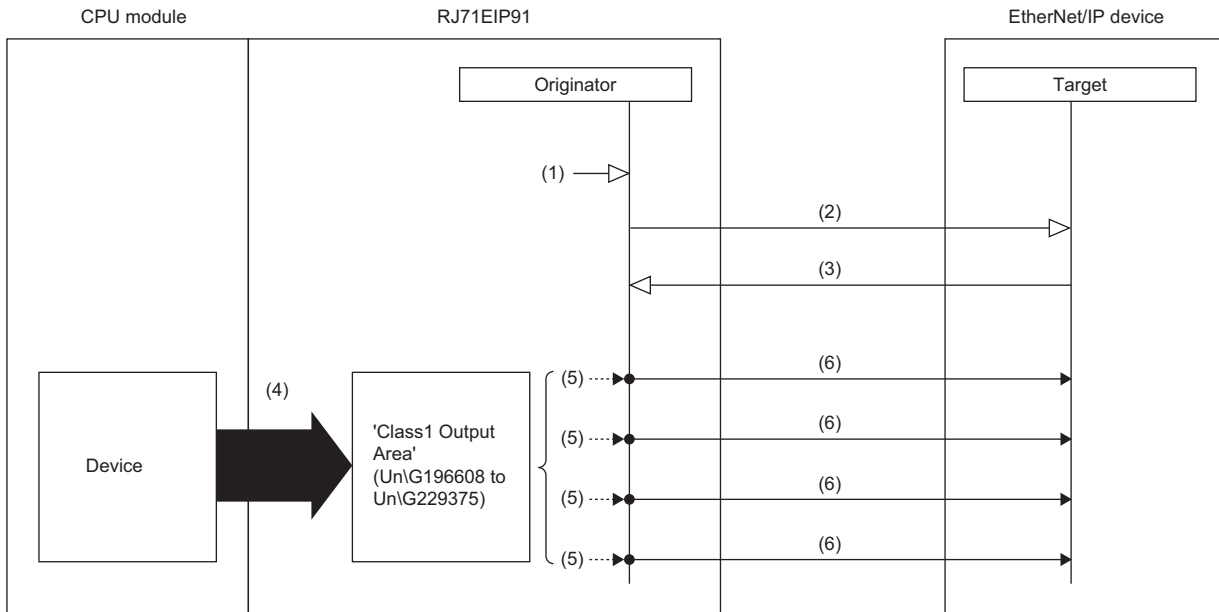 CPU module
RJ71EIP91
EtherNet/IP device
Originator
Target
(1)
(2)
(3)
(4)
Device
'Class1 Output
Area'
(Un\G196608 to
Un\G229375)
(5)
(6)
(5)
(6)
(5)
(6)
(5)
(6)